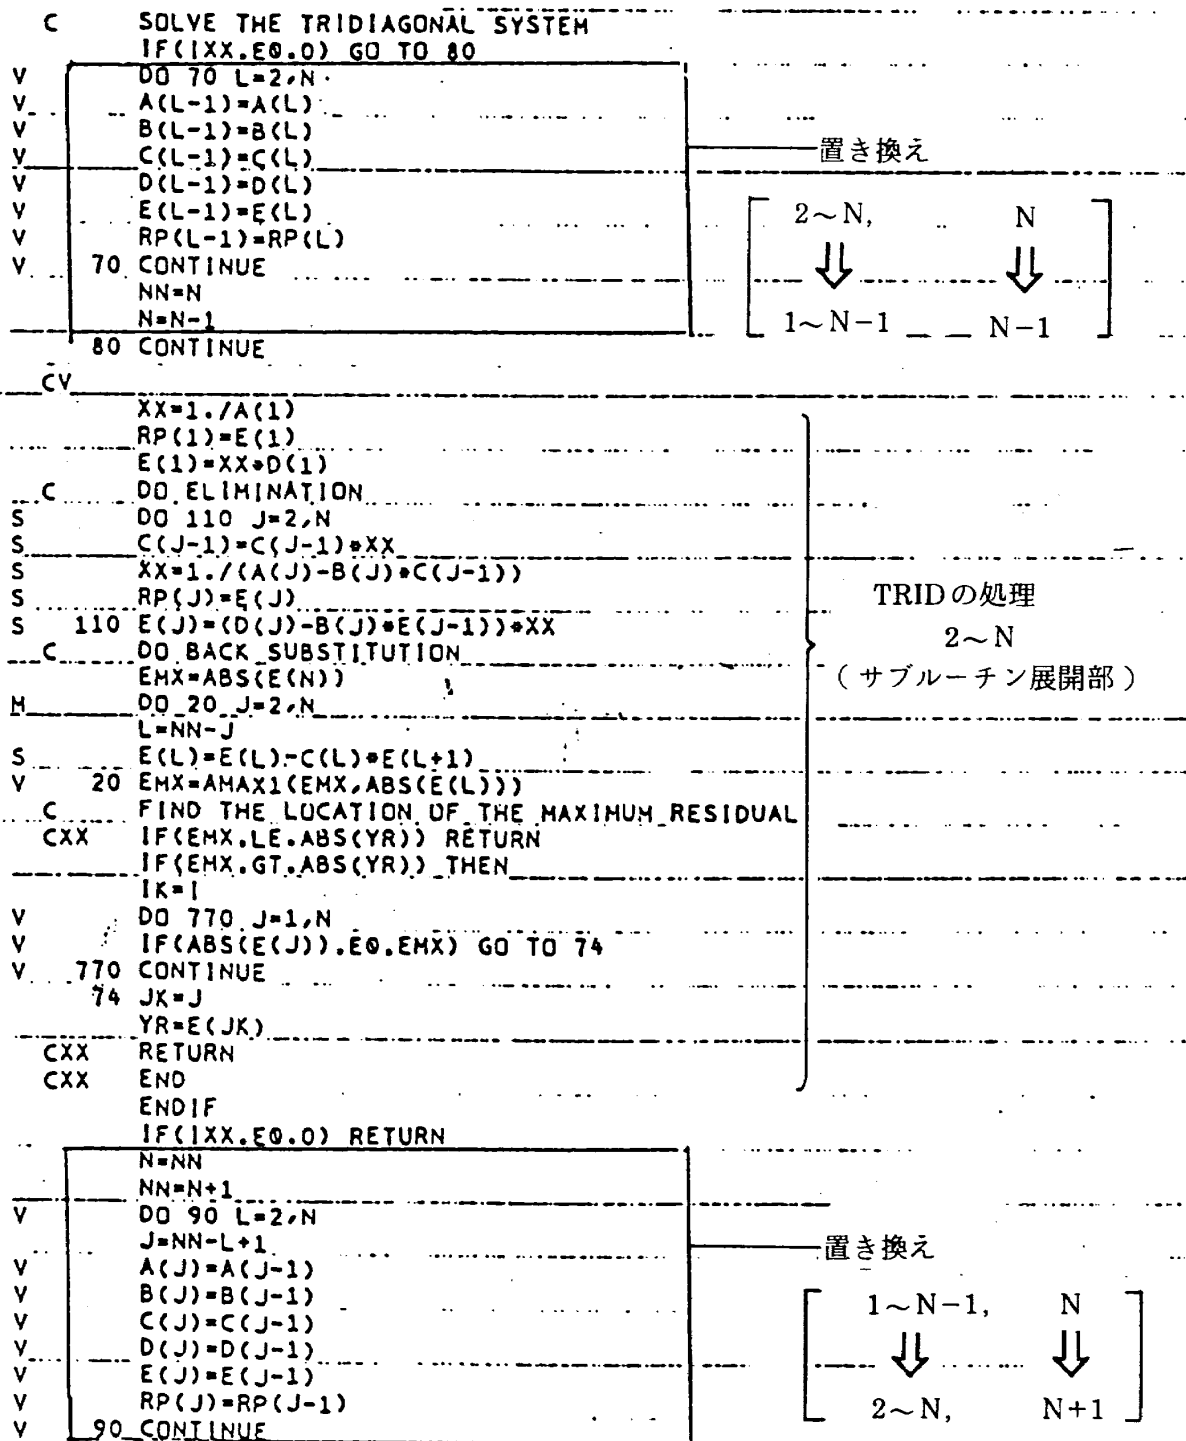 C SOLVE THE TRIDIAGONAL SYSTEM
IF(IXX.EQ.0) GO TO 80
V DO 70 L=2,N
V A(L-1)=A(L)
V B(L-1)=B(L)
V C(L-1)=C(L)
置き換え
V D(L-1)=D(L)
V E(L-1)=E(L)
V RP(L-1)=RP(L)
V 70 CONTINUE
NN=N
N=N-1
2～N, N
⇓ ⇓
1～N-1 N-1
80 CONTINUE
CV
XX=1./A(1)
RP(1)=E(1)
E(1)=XX*D(1)
C DO ELIMINATION
S DO 110 J=2,N
S C(J-1)=C(J-1)*XX
S XX=1./(A(J)-B(J)*C(J-1))
S RP(J)=E(J)
S 110 E(J)=(D(J)-B(J)*E(J-1))*XX
C DO BACK SUBSTITUTION
EMX=ABS(E(N))
M DO 20 J=2,N
L=NN-J
S E(L)=E(L)-C(L)*E(L+1)
V 20 EMX=AMAX1(EMX,ABS(E(L)))
C FIND THE LOCATION OF THE MAXIMUM RESIDUAL
CXX IF(EMX.LE.ABS(YR)) RETURN
IF(EMX.GT.ABS(YR)) THEN
IK=I
V DO 770 J=1,N
V IF(ABS(E(J)).EQ.EMX) GO TO 74
V 770 CONTINUE
74 JK=J
YR=E(JK)
CXX RETURN
CXX END
TRIDの処理
2～N
（サブルーチン展開部）
ENDIF
IF(IXX.EQ.0) RETURN
N=NN
NN=N+1
V DO 90 L=2,N
J=NN-L+1
置き換え
V A(J)=A(J-1)
V B(J)=B(J-1)
V C(J)=C(J-1)
V D(J)=D(J-1)
V E(J)=E(J-1)
V RP(J)=RP(J-1)
V 90 CONTINUE
1～N-1, N
⇓ ⇓
2～N, N+1